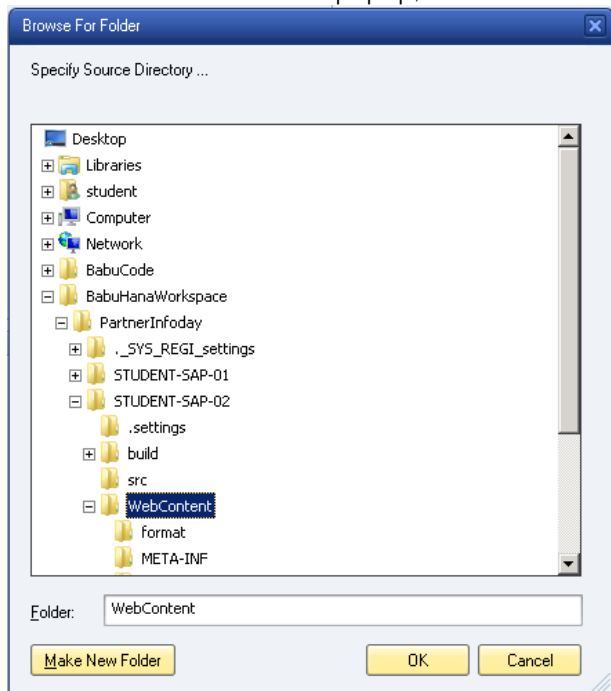 Browse For Folder
Specify Source Directory ...
Desktop
Libraries
student
Computer
Network
BabuCode
BabuHanaWorkspace
PartnerInfoday
._SYS_REGI_settings
STUDENT-SAP-01
STUDENT-SAP-02
.settings
build
src
WebContent
format
META-INF
Folder: WebContent
Make New Folder OK Cancel